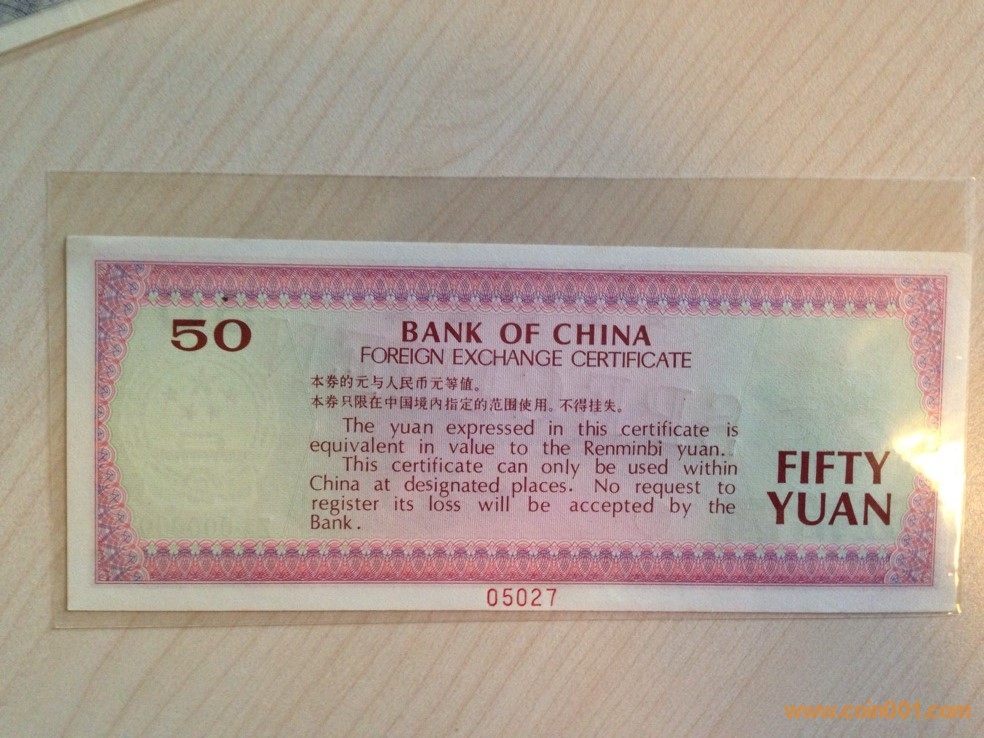 50
BANK OF CHINA
FOREIGN EXCHANGE CERTIFICATE
本券的元与人民币元等值。
本券只限在中国境内指定的范围使用。不得挂失。
The yuan expressed in this certificate is
equivalent in value to the Renminbi yuan.
This certificate can only be used within
China at designated places. No request to
register its loss will be accepted by the
Bank.
FIFTY
YUAN
05027
www.coin001.com